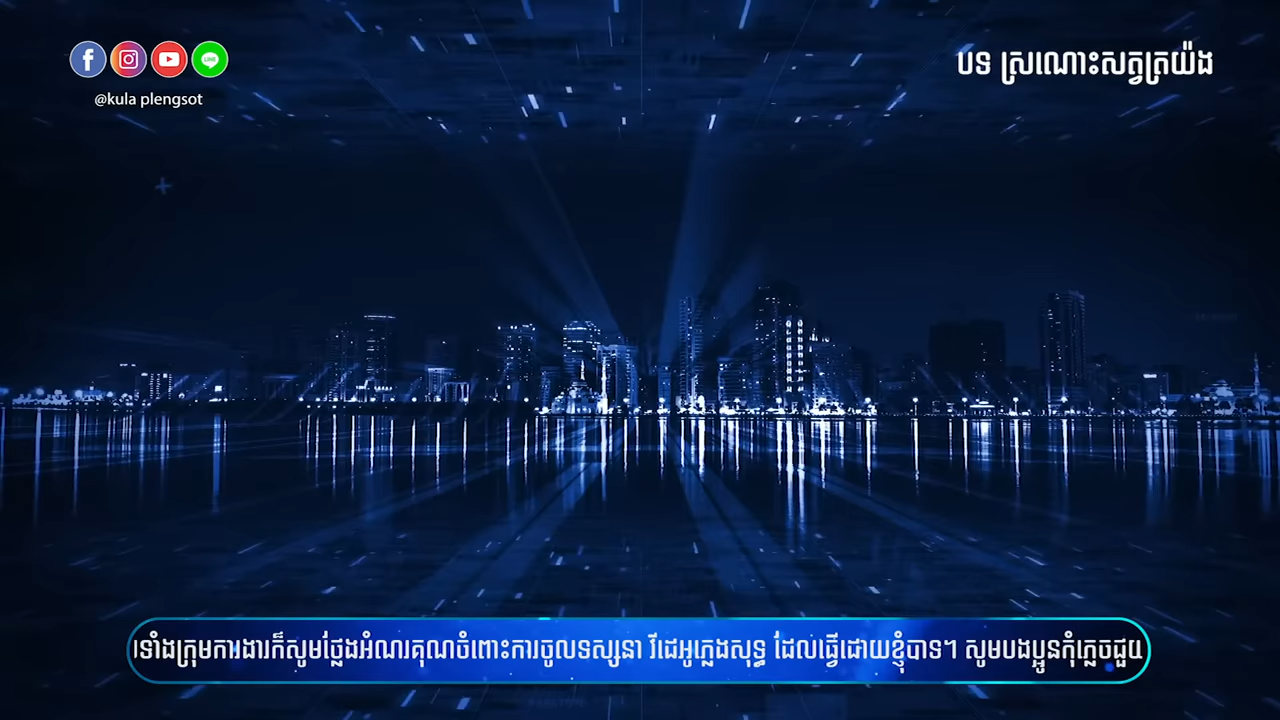 LINE
បទ ស្រណោះសត្វត្រយ៉ង
@kula plengsot
ទាំងក្រុមការងារក៏សូមថ្លែងអំណរគុណចំពោះការចូលទស្សនា វីដេអូភ្លេងសុទ្ធ ដែលធ្វើដោយខ្ញុំបាទ។ សូមបងប្អូនកុំភ្លេចជួយ